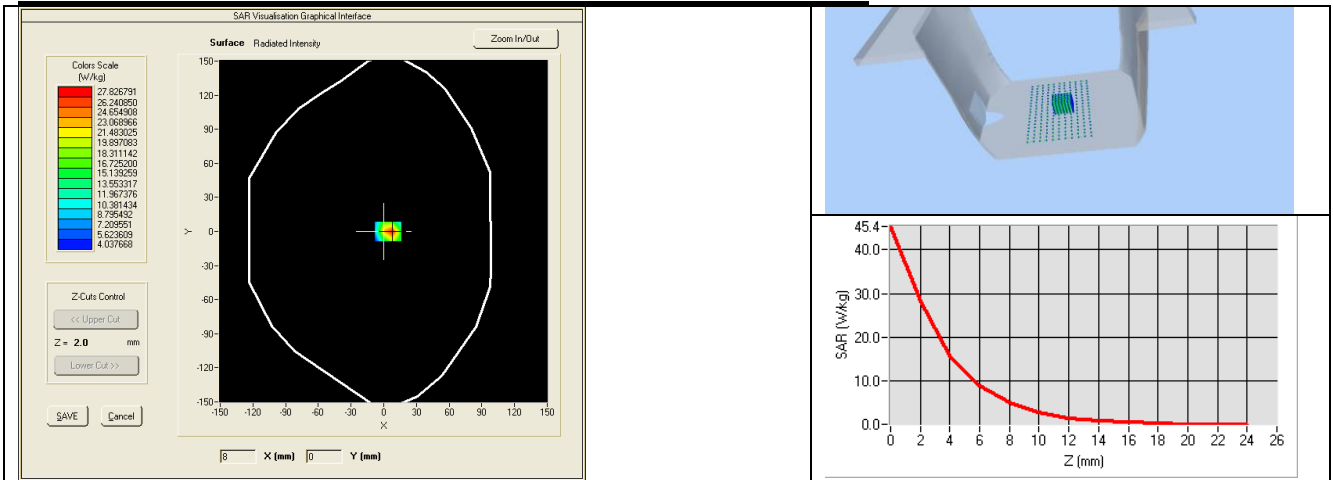 SAR Visualisation Graphical Interface
Surface Radiated Intensity
Zoom In/Out
Colors Scale
(W/kg)
27.826791
26.240850
24.654908
23.068966
21.483025
19.897083
18.311142
16.725200
15.139259
13.553317
11.967376
10.381434
8.795492
7.209551
5.623609
4.037668
Z-Cuts Control
<< Upper Cut
Z = 2.0 mm
Lower Cut >>
SAVE Cancel
150
120
90
60
30
0
-30
-60
-90
-120
-150
Y
-150 -120 -90 -60 -30 0 30 60 90 120 150
X
8 X (mm) 0 Y (mm)
45.4
40.0
30.0
20.0
10.0
0.0
SAR (W/kg)
0 2 4 6 8 10 12 14 16 18 20 22 24 26
Z (mm)